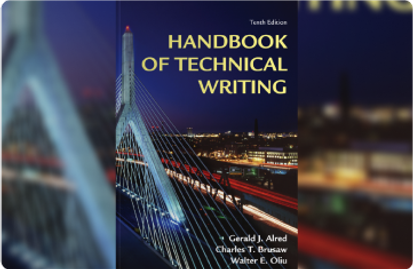 Tenth Edition
HANDBOOK
OF TECHNICAL
WRITING
Gerald J. Alred
Charles T. Brusaw
Walter E. Oliu